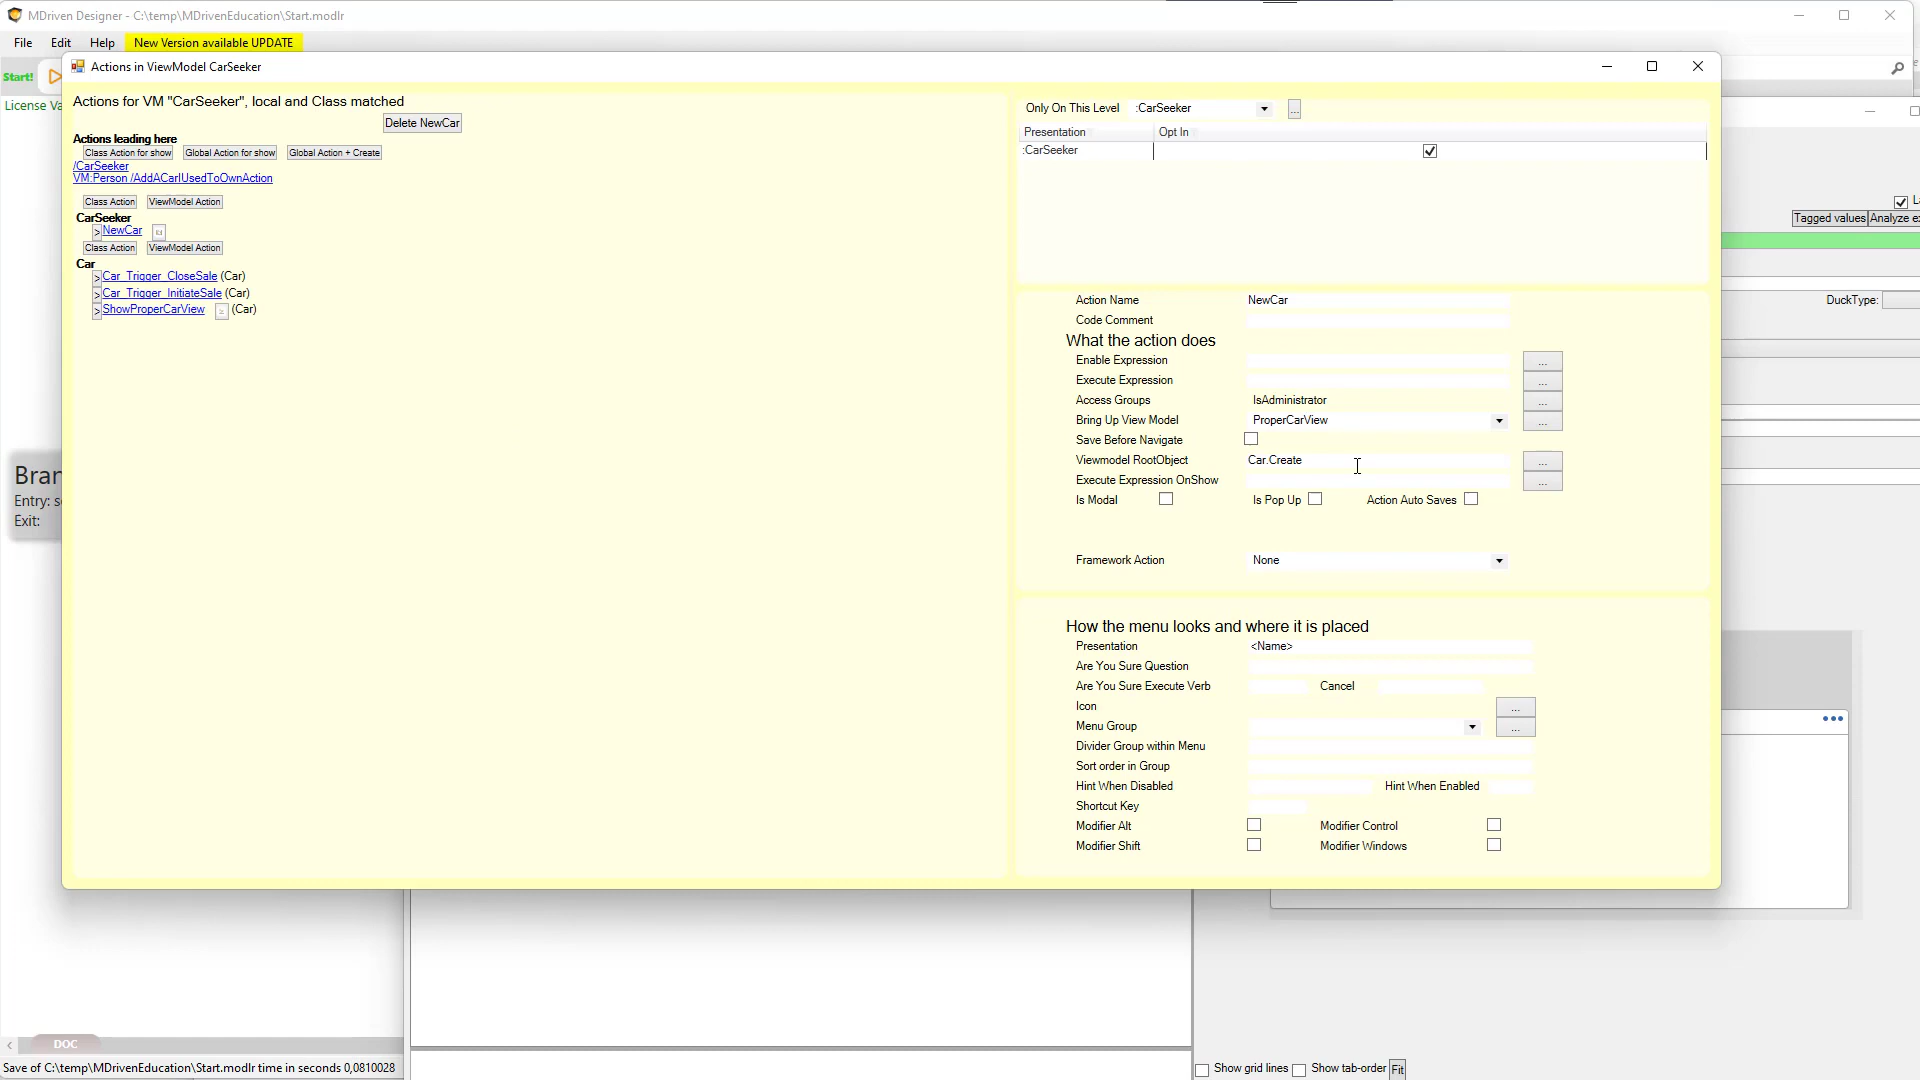 MDriven Designer - C:\temp\MDrivenEducation\Start.modlr
File Edit Help New Version available UPDATE
Start!
License Va
Actions in ViewModel CarSeeker
Actions for VM "CarSeeker", local and Class matched
Delete NewCar
Actions leading here
Class Action for show Global Action for show Global Action + Create
/CarSeeker
VM:Person /AddACarIUsedToOwnAction
Class Action ViewModel Action
CarSeeker
> NewCar
Class Action ViewModel Action
Car
> Car_Trigger_CloseSale (Car)
> Car_Trigger_InitiateSale (Car)
> ShowProperCarView (Car)
Only On This Level :CarSeeker ...
Presentation Opt In
:CarSeeker
Action Name NewCar
Code Comment
What the action does
Enable Expression ...
Execute Expression ...
Access Groups IsAdministrator ...
Bring Up View Model ProperCarView ...
Save Before Navigate
Viewmodel RootObject Car.Create ...
Execute Expression OnShow ...
Is Modal Is Pop Up Action Auto Saves
Framework Action None
How the menu looks and where it is placed
Presentation <Name>
Are You Sure Question
Are You Sure Execute Verb Cancel
Icon ...
Menu Group ...
Divider Group within Menu
Sort order in Group
Hint When Disabled Hint When Enabled
Shortcut Key
Modifier Alt Modifier Control
Modifier Shift Modifier Windows
Tagged values Analyze e
DuckType:
Bran
Entry: s
Exit:
DOC
Save of C:\temp\MDrivenEducation\Start.modlr time in seconds 0,0810028
Show grid lines Show tab-order Fit